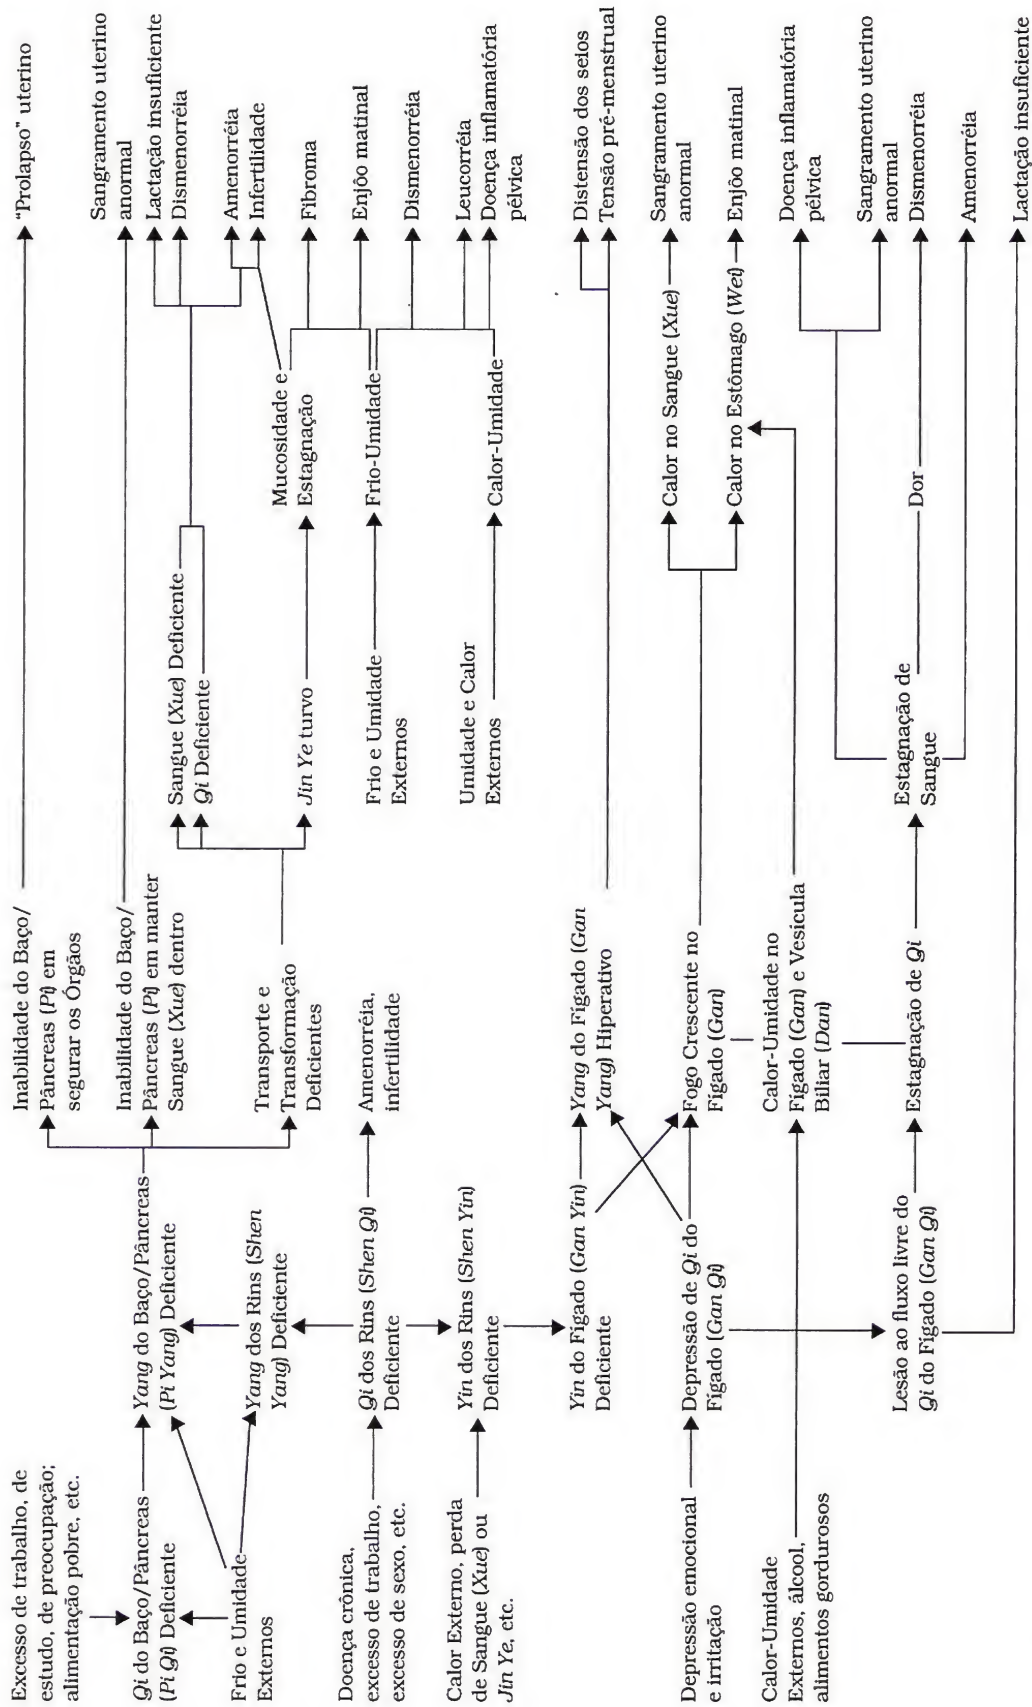 Excesso de trabalho, de
estudo, de preocupação;
alimentação pobre, etc.
Qi do Baço/Pâncreas
(Pi Qi) Deficiente
Frio e Umidade
Externos
Doença crônica,
excesso de trabalho,
excesso de sexo, etc.
Calor Externo, perda
de Sangue (Xue) ou
Jin Ye, etc.
Depressão emocional
e irritação
Calor-Umidade
Externos, álcool,
alimentos gordurosos
Yang do Baço/Pâncreas
(Pi Yang) Deficiente
Yang dos Rins (Shen
Yang) Deficiente
Qi dos Rins (Shen Qi)
Deficiente
Yin dos Rins (Shen Yin)
Deficiente
Yin do Fígado (Gan Yin)
Deficiente
Depressão de Qi do
Fígado (Gan Qi)
Lesão ao fluxo livre do
Qi do Fígado (Gan Qi)
Inabilidade do Baço/
Pâncreas (Pi) em
segurar os Órgãos
Inabilidade do Baço/
Pâncreas (Pi) em manter
Sangue (Xue) dentro
Transporte e
Transformação
Deficientes
Amenorréia,
infertilidade
Yang do Fígado (Gan
Yang) Hiperativo
Fogo Crescente no
Fígado (Gan)
Calor-Umidade no
Fígado (Gan) e Vesícula
Biliar (Dan)
Estagnação de Qi
Sangue (Xue) Deficiente
Qi Deficiente
Jin Ye turvo
Frio e Umidade
Externos
Umidade e Calor
Externos
Estagnação de
Sangue
Mucosidade e
Estagnação
Frio-Umidade
Calor-Umidade
Calor no Sangue (Xue)
Calor no Estômago (Wei)
Dor
"Prolapso" uterino
Sangramento uterino
anormal
Lactação insuficiente
Dismenorréia
Amenorréia
Infertilidade
Fibroma
Enjôo matinal
Dismenorréia
Leucorréia
Doença inflamatória
pélvica
Distensão dos seios
Tensão pré-menstrual
Sangramento uterino
anormal
Enjôo matinal
Doença inflamatória
pélvica
Sangramento uterino
anormal
Dismenorréia
Amenorréia
Lactação insuficiente